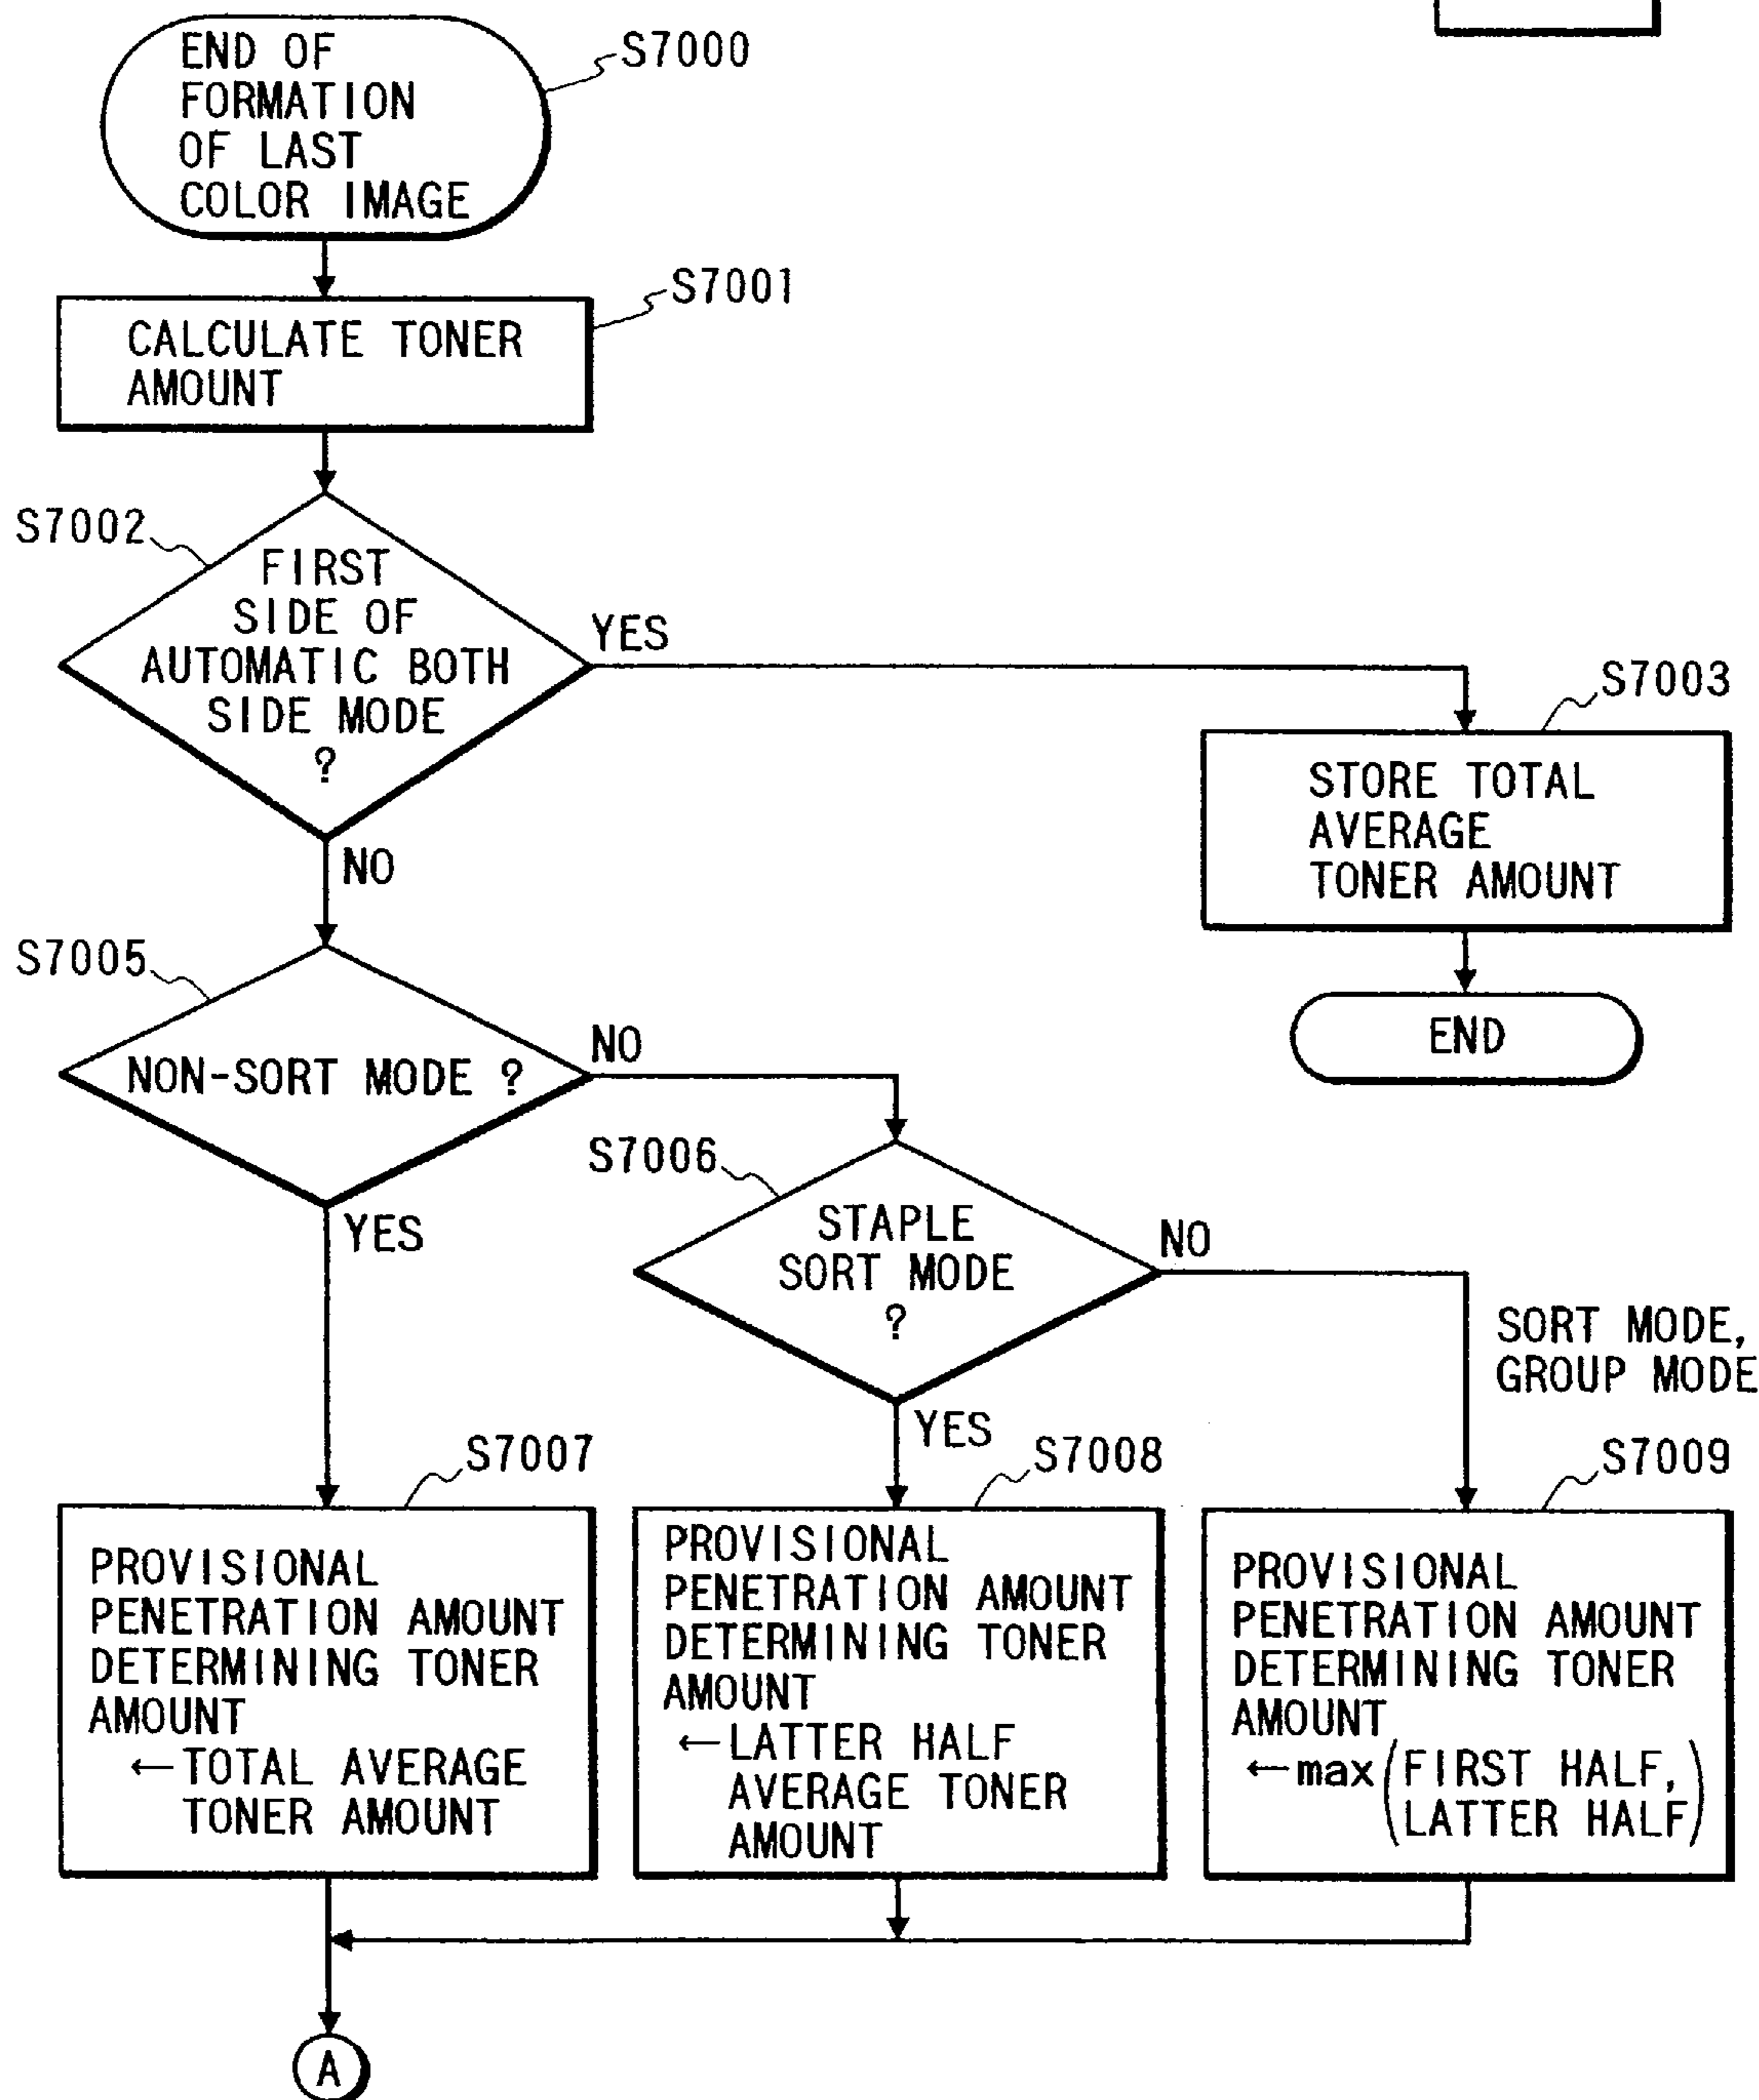 END OF
FORMATION
OF LAST
COLOR IMAGE
S7000
S7001
CALCULATE TONER
AMOUNT
S7002
FIRST
SIDE OF
AUTOMATIC BOTH
SIDE MODE
?
YES
NO
S7003
STORE TOTAL
AVERAGE
TONER AMOUNT
END
S7005
NON-SORT MODE ?
NO
YES
S7006
STAPLE
SORT MODE
?
NO
YES
SORT MODE,
GROUP MODE
S7007
PROVISIONAL
PENETRATION AMOUNT
DETERMINING TONER
AMOUNT
←TOTAL AVERAGE
TONER AMOUNT
S7008
PROVISIONAL
PENETRATION AMOUNT
DETERMINING TONER
AMOUNT
←LATTER HALF
AVERAGE TONER
AMOUNT
S7009
PROVISIONAL
PENETRATION AMOUNT
DETERMINING TONER
AMOUNT
←max(FIRST HALF,
LATTER HALF)
A